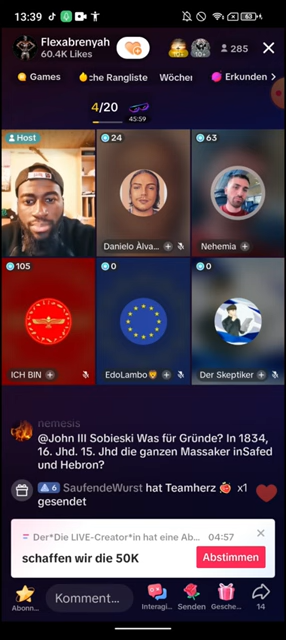 13:39
63
Flexabrenyah
60.4K Likes
285
Games
che Rangliste
Wöchen
Erkunden
4/20
45:59
Host
24
Danielo Àlva...
63
Nehemia
105
ICH BIN
0
EdoLambo
0
Der Skeptiker
nemesis
@John III Sobieski Was für Gründe? In 1834,
16. Jhd. 15. Jhd die ganzen Massaker inSafed
und Hebron?
6 SaufendeWurst hat Teamherz x1
gesendet
Der*Die LIVE-Creator*in hat eine Ab... 04:57
schaffen wir die 50K
Abstimmen
Abonn...
Komment...
Interagi...
Senden
Gesche...
14